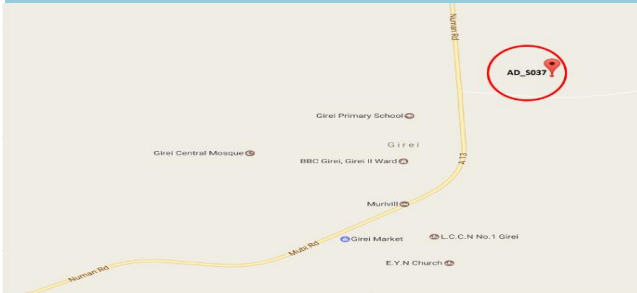 Numan Rd
AD_S037
Girei Primary School
Girei
Girei Central Mosque
BBC Girei, Girei II Ward
A13
Murivill
Girei Market
L.C.C.N No.1 Girei
Mubi Rd
E.Y.N Church
Numan Rd